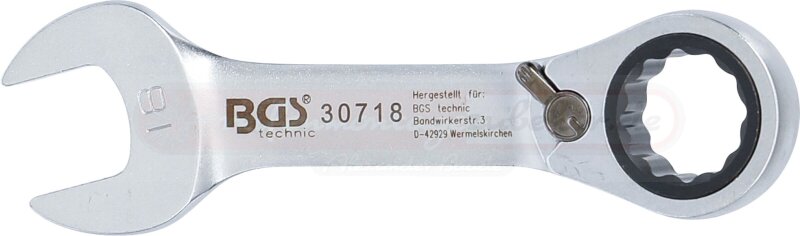 18
BGS® 30718
technic
Hergestellt für:
BGS technic
Bandwirkerstr.3
D-42929 Wermelskirchen